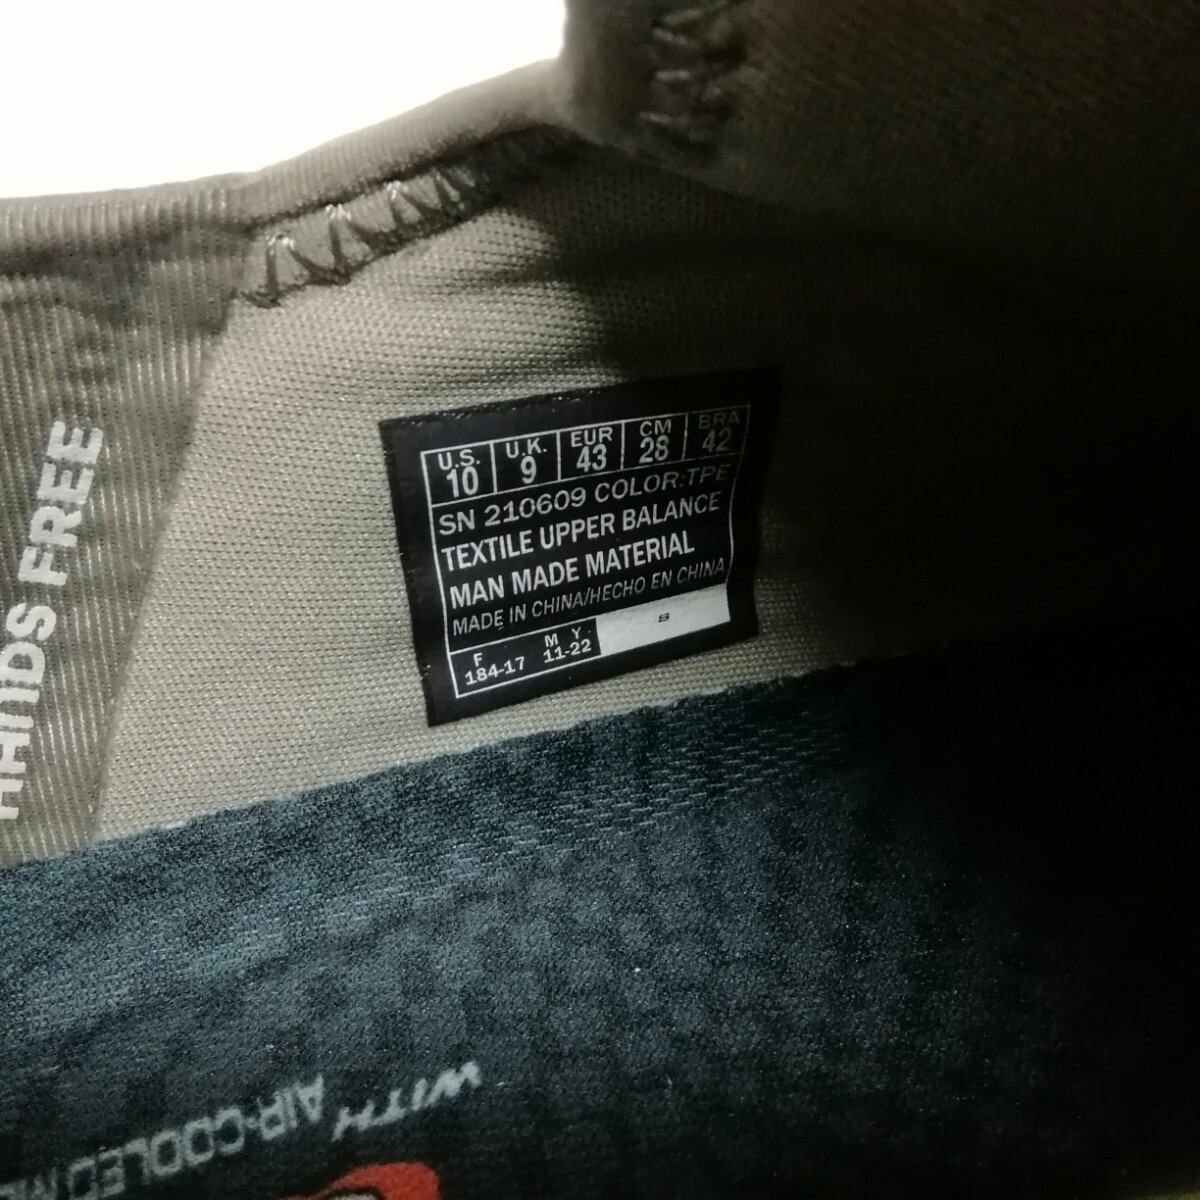 HANDS FREE
U.S. U.K. EUR CM BRA
10 9 43 28 42
SN 210609 COLOR:TPE
TEXTILE UPPER BALANCE
MAN MADE MATERIAL
MADE IN CHINA/HECHO EN CHINA
F M Y
184-17 11-22
S
WITH
AIR-COOLED